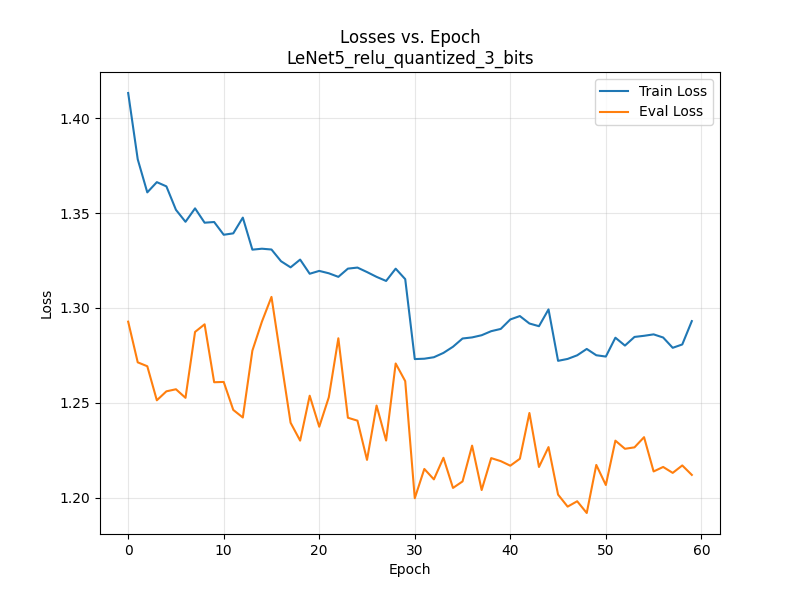 Losses vs. Epoch
LeNet5_relu_quantized_3_bits
Train Loss
Eval Loss
1.40
1.35
1.30
1.25
1.20
Loss
0 10 20 30 40 50 60
Epoch